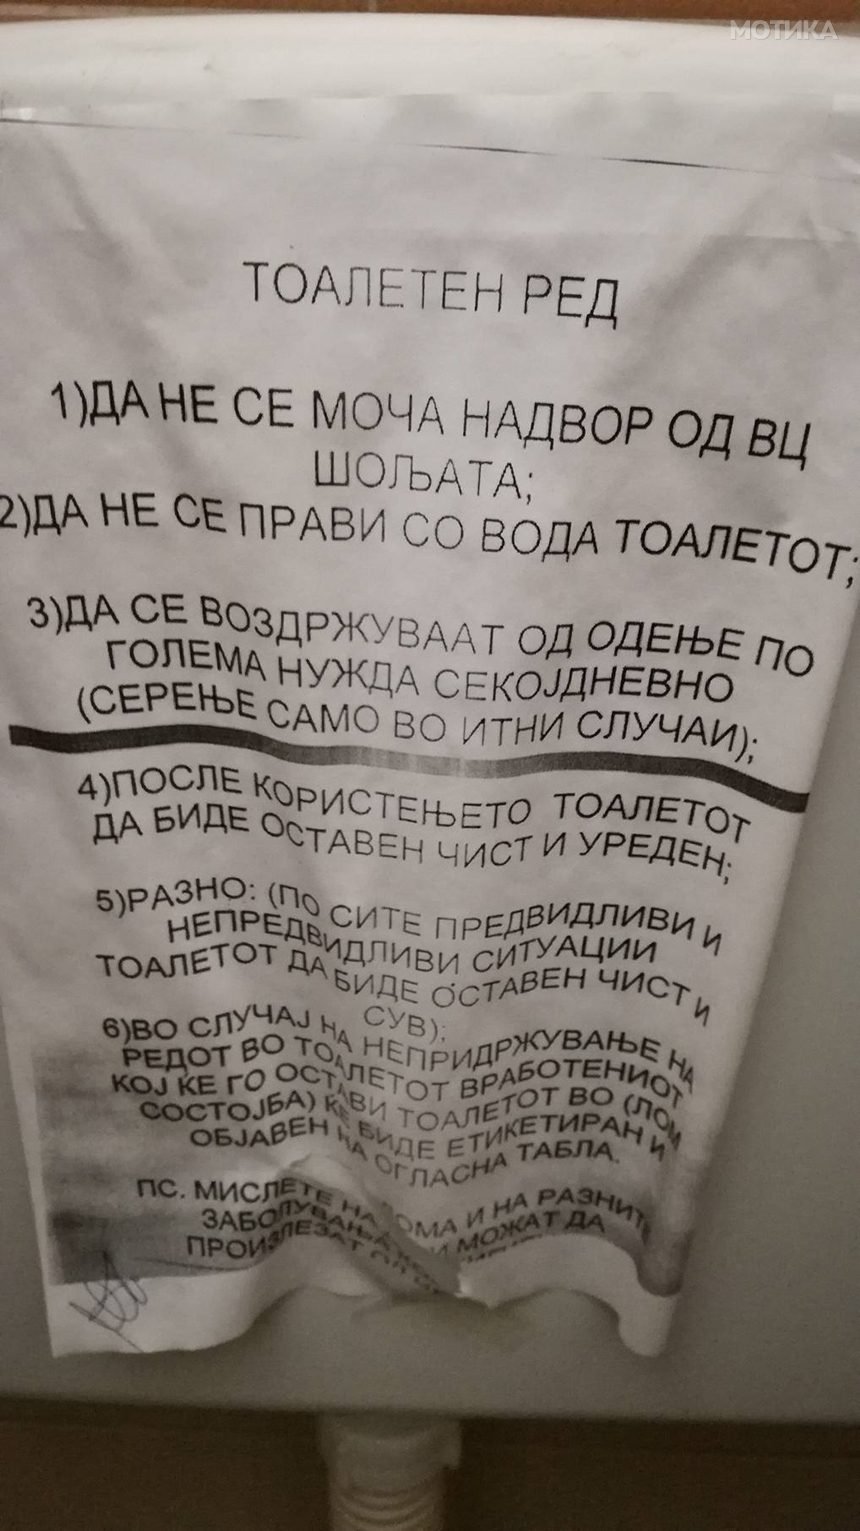 МОТИКА
ТОАЛЕТЕН РЕД
1)ДА НЕ СЕ МОЧА НАДВОР ОД ВЦ
ШОЉАТА;
2)ДА НЕ СЕ ПРАВИ СО ВОДА ТОАЛЕТОТ;
3)ДА СЕ ВОЗДРЖУВААТ ОД ОДЕЊЕ ПО
ГОЛЕМА НУЖДА СЕКОЈДНЕВНО
(СЕРЕЊЕ САМО ВО ИТНИ СЛУЧАИ);
4)ПОСЛЕ КОРИСТЕЊЕТО ТОАЛЕТОТ
ДА БИДЕ ОСТАВЕН ЧИСТ И УРЕДЕН;
5)РАЗНО: (ПО СИТЕ ПРЕДВИДЛИВИ И
НЕПРЕДВИДЛИВИ СИТУАЦИИ
ТОАЛЕТОТ ДА БИДЕ ОСТАВЕН ЧИСТ И
СУВ);
6)ВО СЛУЧАЈ НА НЕПРИДРЖУВАЊЕ НА
РЕДОТ ВО ТОАЛЕТОТ ВРАБОТЕНИОТ
КОЈ ЌЕ ГО ОСТАВИ ТОАЛЕТОТ ВО (ЛОМ
СОСТОЈБА) ЌЕ БИДЕ ЕТИКЕТИРАН И
ОБЈАВЕН НА ОГЛАСНА ТАБЛА.
ПС. МИСЛЕТЕ НА ДОМА И НА РАЗНИТЕ
ЗАБОЛУВАЊА МОЖАТ ДА
ПРОИЗЛЕЗАТ ОД